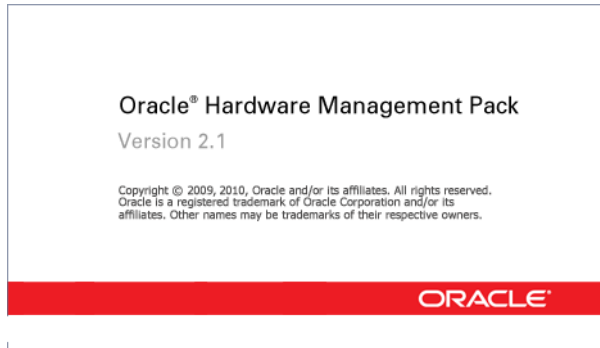 Oracle® Hardware Management Pack
Version 2.1
Copyright © 2009, 2010, Oracle and/or its affiliates. All rights reserved.
Oracle is a registered trademark of Oracle Corporation and/or its
affiliates. Other names may be trademarks of their respective owners.
ORACLE®